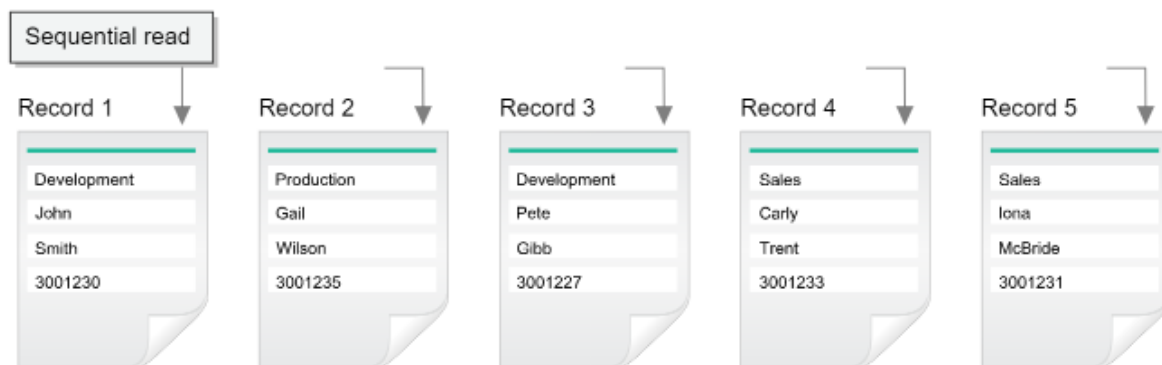 Sequential read
Record 1
Development
John
Smith
3001230
Record 2
Production
Gail
Wilson
3001235
Record 3
Development
Pete
Gibb
3001227
Record 4
Sales
Carly
Trent
3001233
Record 5
Sales
Iona
McBride
3001231